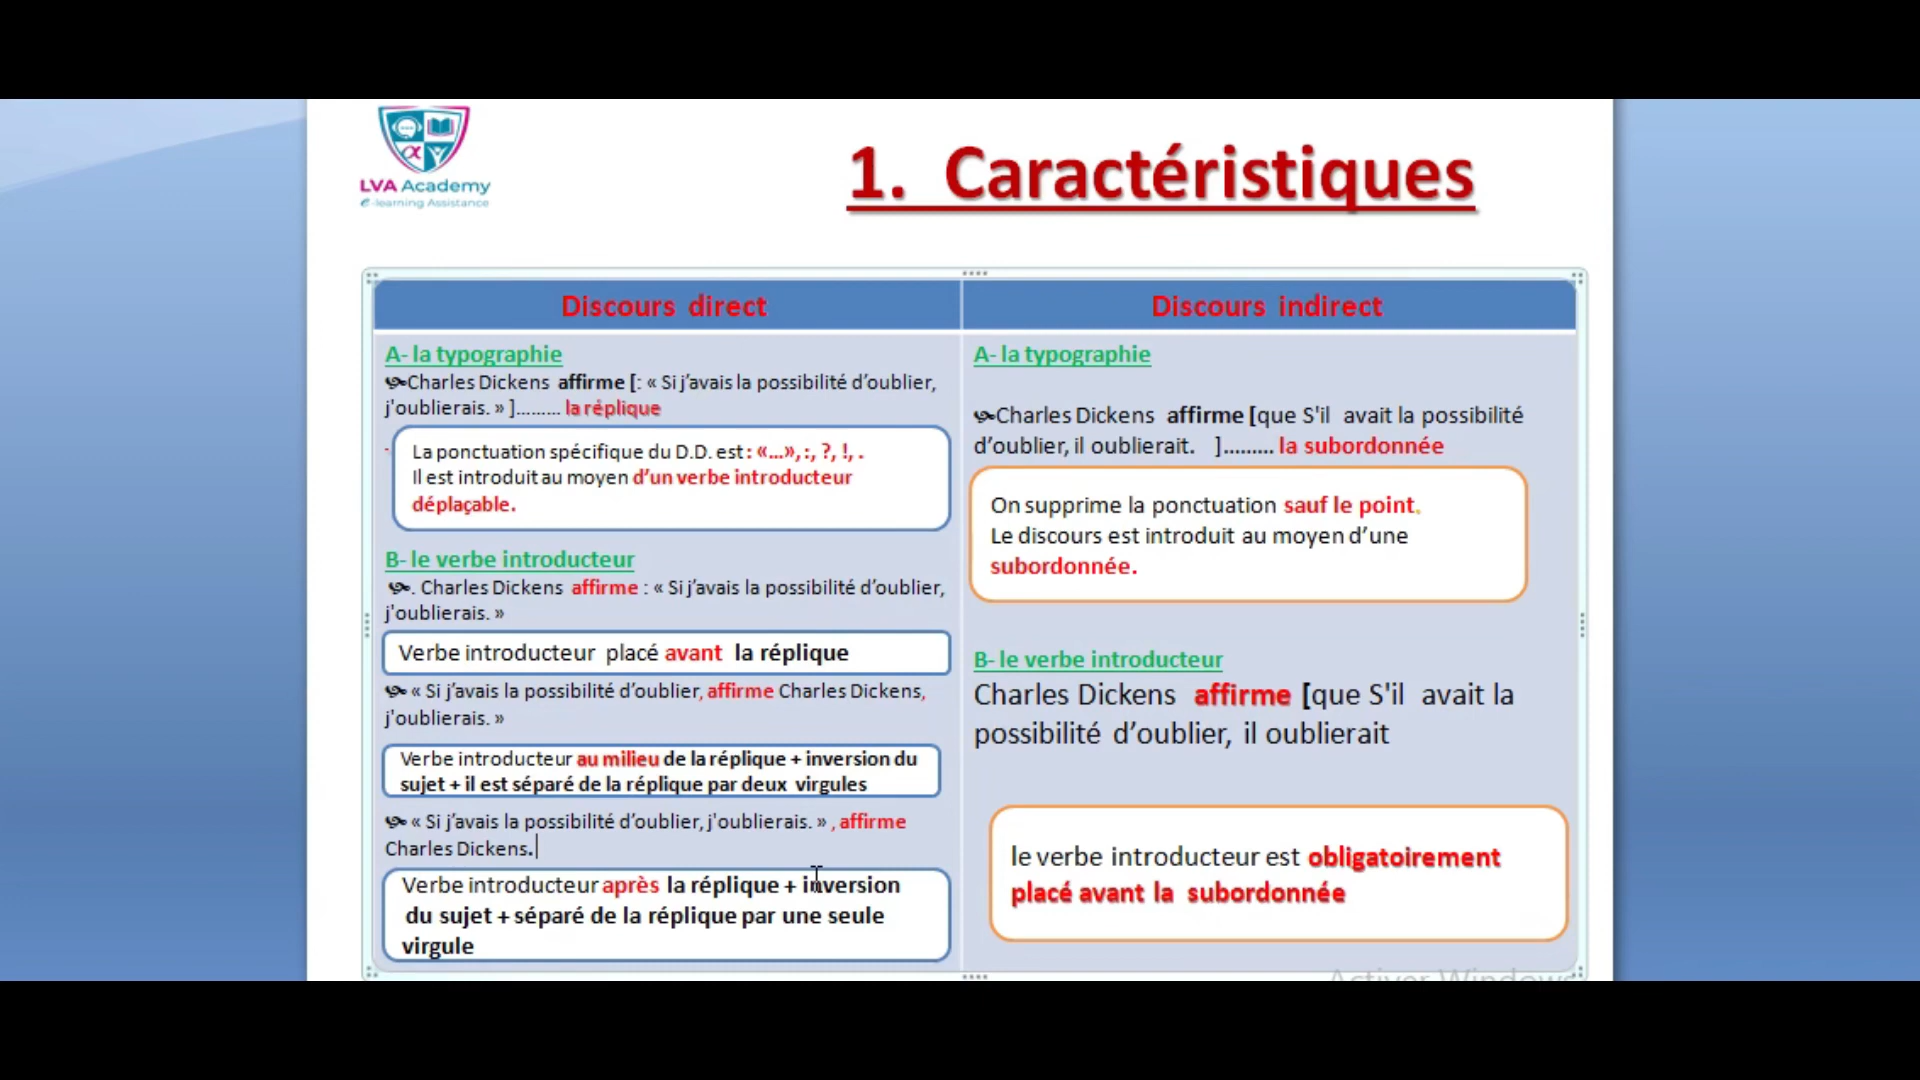 LVA Academy
e-learning Assistance
1. Caractéristiques
Discours direct
A- la typographie
Charles Dickens affirme [: « Si j’avais la possibilité d’oublier,
j'oublierais. » ]......... la réplique
La ponctuation spécifique du D.D. est : «...», :, ?, !, .
Il est introduit au moyen d’un verbe introducteur
déplaçable.
B- le verbe introducteur
. Charles Dickens affirme : « Si j’avais la possibilité d’oublier,
j'oublierais. »
Verbe introducteur placé avant la réplique
« Si j’avais la possibilité d’oublier, affirme Charles Dickens,
j'oublierais. »
Verbe introducteur au milieu de la réplique + inversion du
sujet + il est séparé de la réplique par deux virgules
« Si j’avais la possibilité d’oublier, j'oublierais. » , affirme
Charles Dickens.
Verbe introducteur après la réplique + inversion
du sujet + séparé de la réplique par une seule
virgule
Discours indirect
A- la typographie
Charles Dickens affirme [que S'il avait la possibilité
d’oublier, il oublierait. ]......... la subordonnée
On supprime la ponctuation sauf le point.
Le discours est introduit au moyen d’une
subordonnée.
B- le verbe introducteur
Charles Dickens affirme [que S'il avait la
possibilité d’oublier, il oublierait
le verbe introducteur est obligatoirement
placé avant la subordonnée
Activer Windows